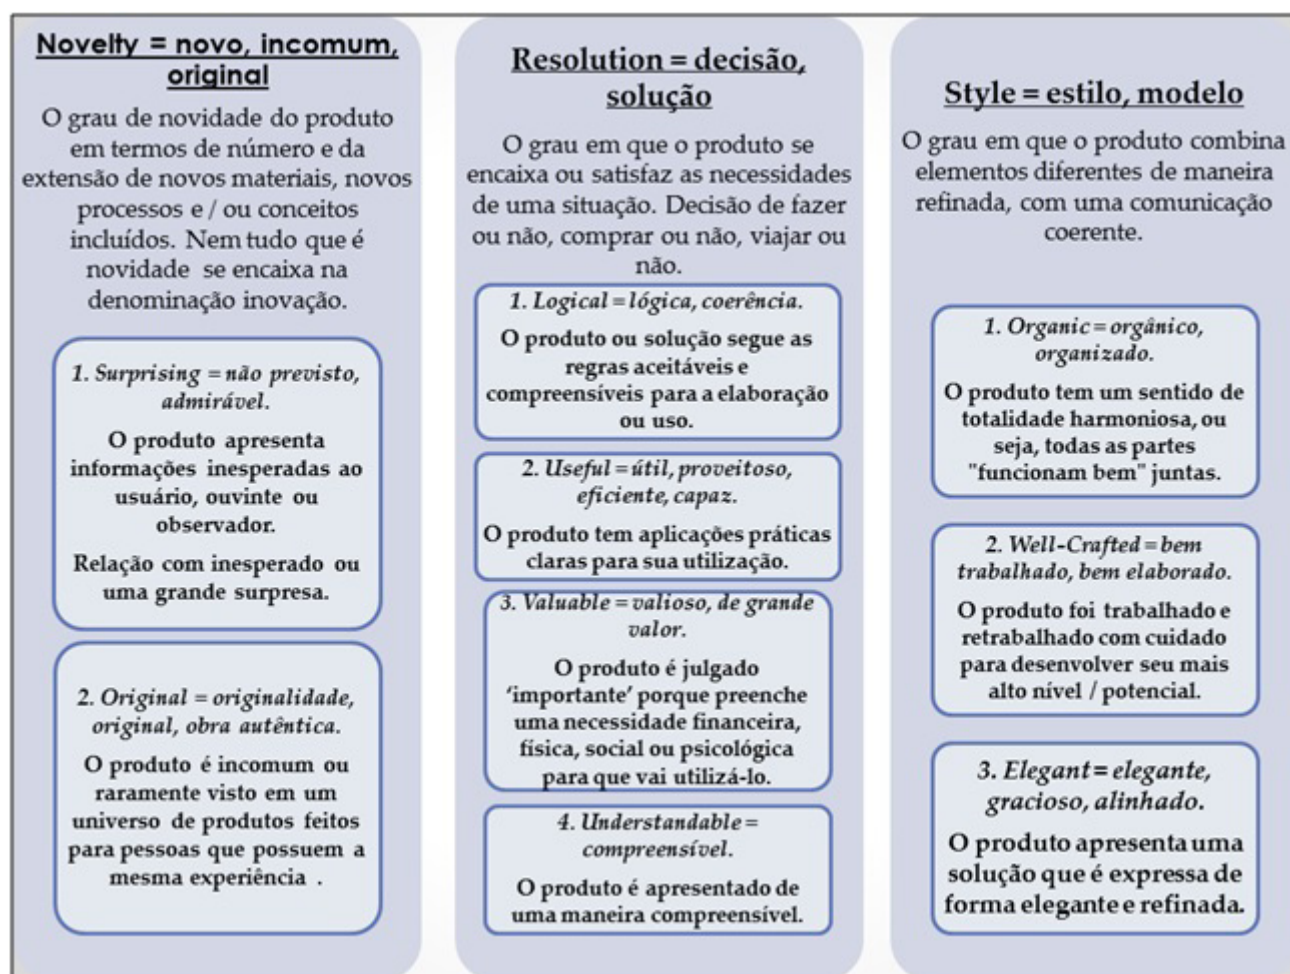 Novelty = novo, incomum,
original
O grau de novidade do produto
em termos de número e da
extensão de novos materiais, novos
processos e / ou conceitos
incluídos. Nem tudo que é
novidade se encaixa na
denominação inovação.
1. Surprising = não previsto,
admirável.
O produto apresenta
informações inesperadas ao
usuário, ouvinte ou
observador.
Relação com inesperado ou
uma grande surpresa.
2. Original = originalidade,
original, obra autêntica.
O produto é incomum ou
raramente visto em um
universo de produtos feitos
para pessoas que possuem a
mesma experiência .
Resolution = decisão,
solução
O grau em que o produto se
encaixa ou satisfaz as necessidades
de uma situação. Decisão de fazer
ou não, comprar ou não, viajar ou
não.
1. Logical = lógica, coerência.
O produto ou solução segue as
regras aceitáveis e
compreensíveis para a elaboração
ou uso.
2. Useful = útil, proveitoso,
eficiente, capaz.
O produto tem aplicações práticas
claras para sua utilização.
3. Valuable = valioso, de grande
valor.
O produto é julgado
‘importante’ porque preenche
uma necessidade financeira,
física, social ou psicológica
para que vai utilizá-lo.
4. Understandable =
compreensível.
O produto é apresentado de
uma maneira compreensível.
Style = estilo, modelo
O grau em que o produto combina
elementos diferentes de maneira
refinada, com uma comunicação
coerente.
1. Organic = orgânico,
organizado.
O produto tem um sentido de
totalidade harmoniosa, ou
seja, todas as partes
"funcionam bem" juntas.
2. Well-Crafted = bem
trabalhado, bem elaborado.
O produto foi trabalhado e
retrabalhado com cuidado
para desenvolver seu mais
alto nível / potencial.
3. Elegant = elegante,
gracioso, alinhado.
O produto apresenta uma
solução que é expressa de
forma elegante e refinada.